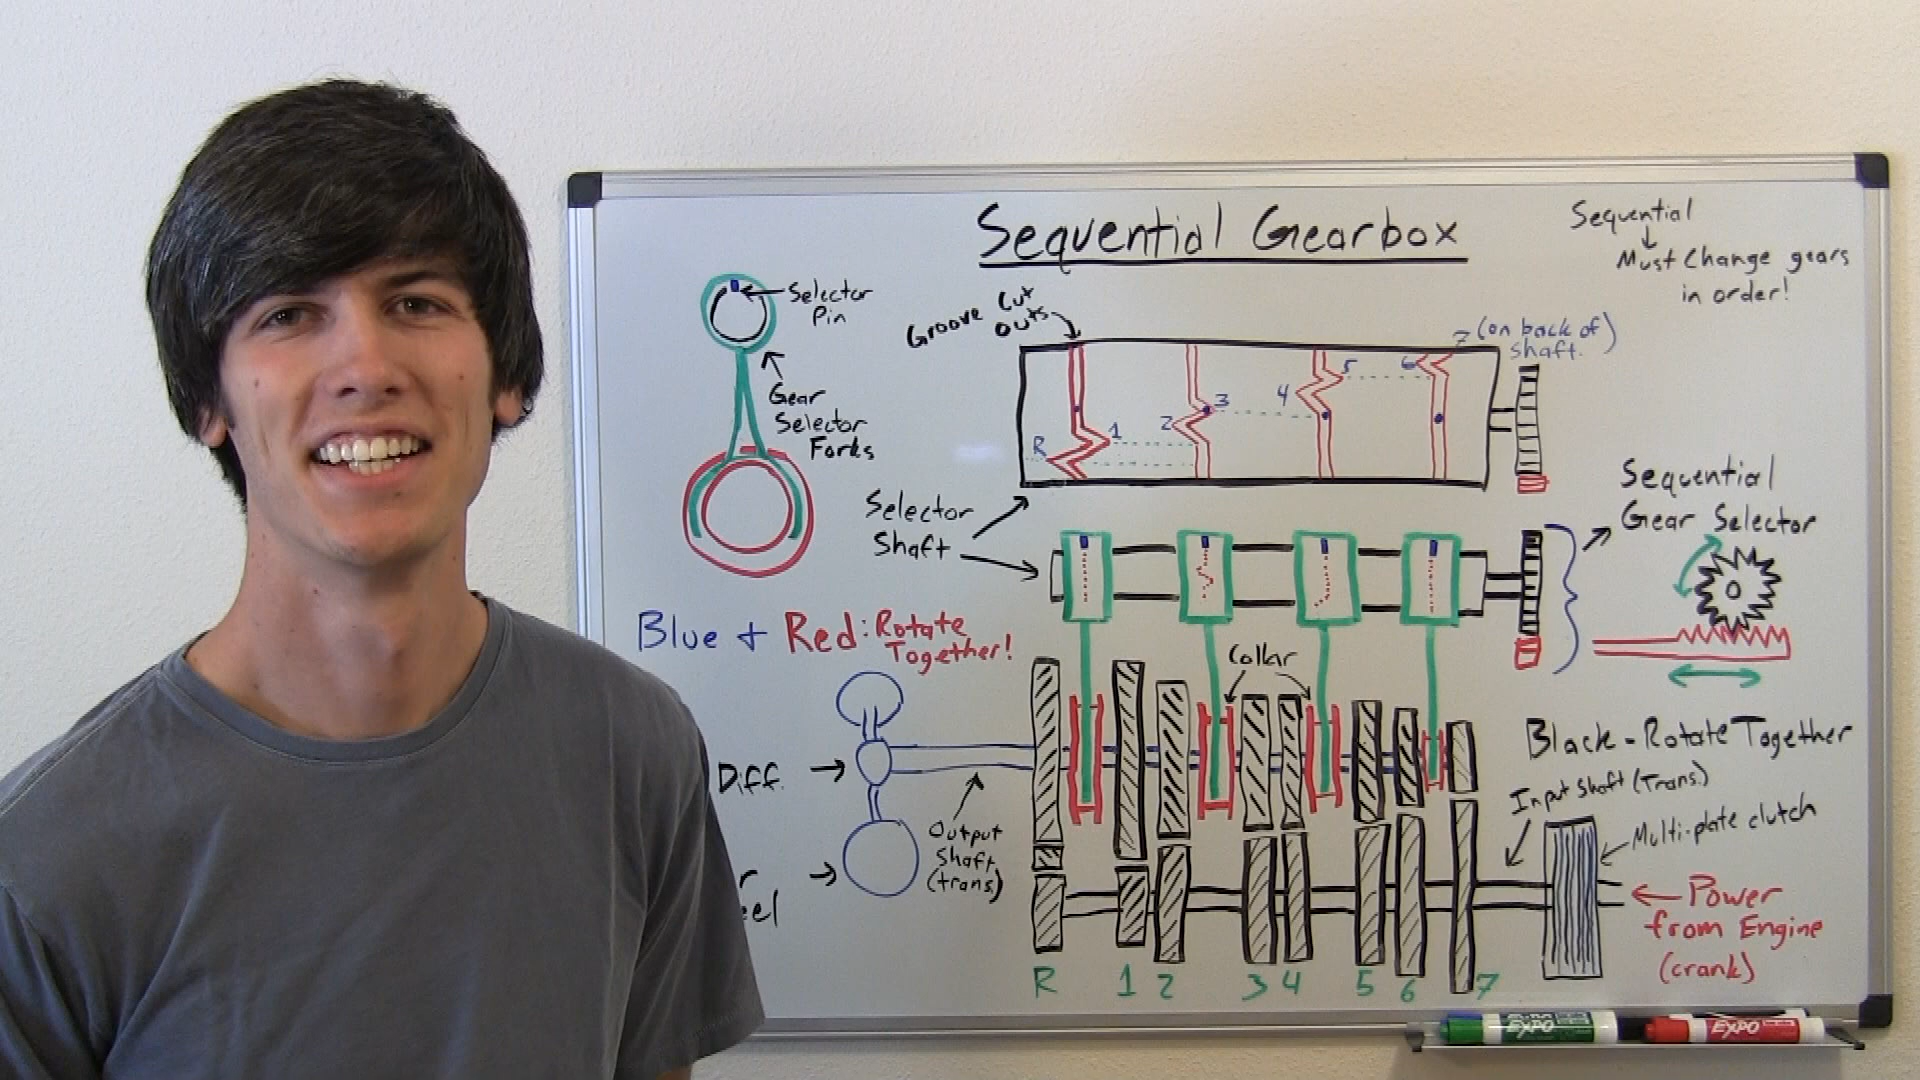 Sequential Gearbox
Sequential
Must Change gears
in order!
Selector
Pin
Groove Cut
Outs
7 (on back of)
shaft.
6
5
4
3
2
1
R
Gear
Selector
Forks
Selector
Shaft
Sequential
Gear Selector
Blue + Red: Rotate
Together!
Collar
Black - Rotate Together
Input Shaft (Trans.)
Multi-plate clutch
Diff.
Output
Shaft
(trans.)
r
eel
Power
from Engine
(crank)
R 1 2 3 4 5 6 7
EXPO
EXPO